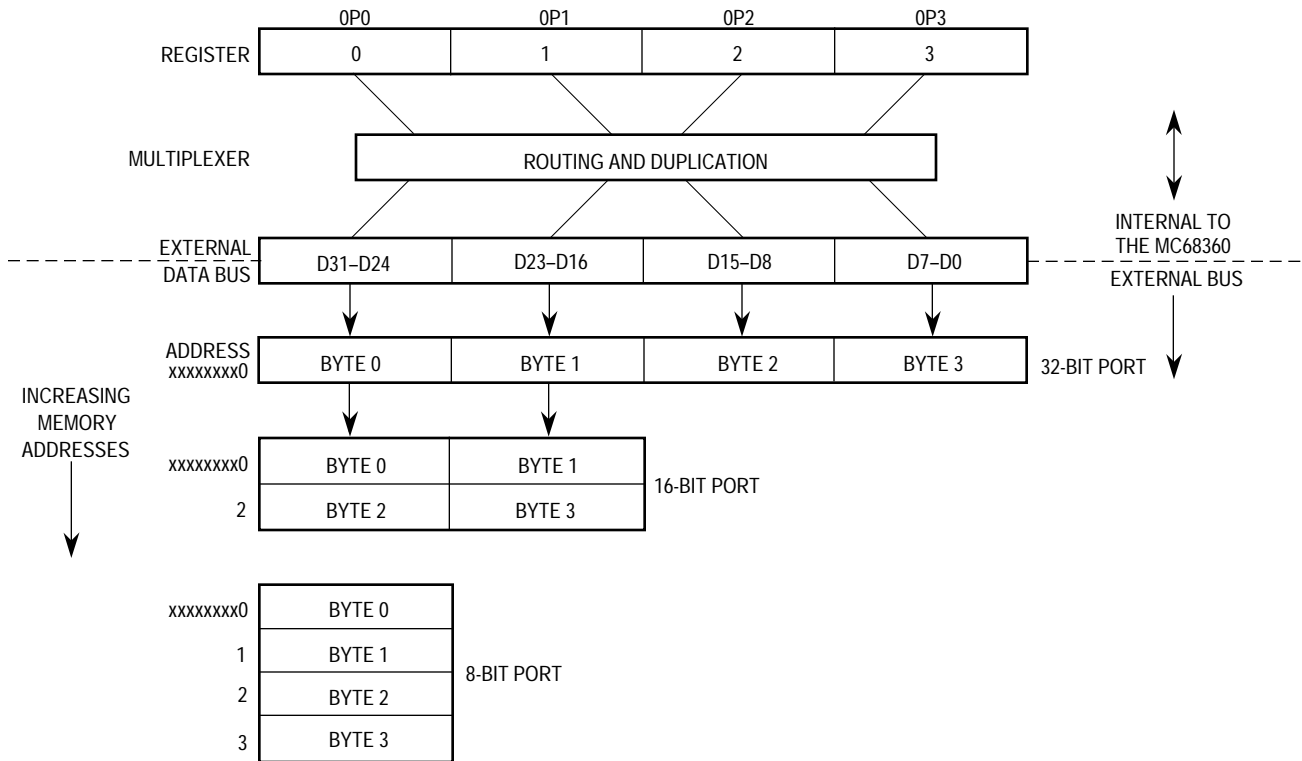 0P0 0P1 0P2 0P3
REGISTER 0 1 2 3
MULTIPLEXER ROUTING AND DUPLICATION
INTERNAL TO
THE MC68360
EXTERNAL
DATA BUS
D31–D24 D23–D16 D15–D8 D7–D0
EXTERNAL BUS
ADDRESS
xxxxxxxx0 BYTE 0 BYTE 1 BYTE 2 BYTE 3 32-BIT PORT
INCREASING
MEMORY
ADDRESSES
xxxxxxxx0 BYTE 0 BYTE 1
16-BIT PORT
2 BYTE 2 BYTE 3
xxxxxxxx0 BYTE 0
1 BYTE 1
8-BIT PORT
2 BYTE 2
3 BYTE 3